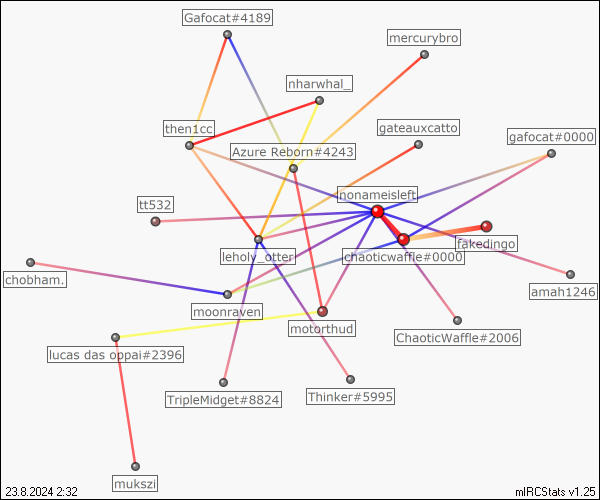 Gafocat#4189
mercurybro
nharwhal_
then1cc
gateauxcatto
gafocat#0000
Azure Reborn#4243
nonameisleft
tt532
fakedingo
leholy_otter
chaoticwaffle#0000
chobham.
amah1246
moonraven
motorthud
ChaoticWaffle#2006
lucas das oppai#2396
TripleMidget#8824
Thinker#5995
mukszi
23.8.2024 2:32
mIRCStats v1.25